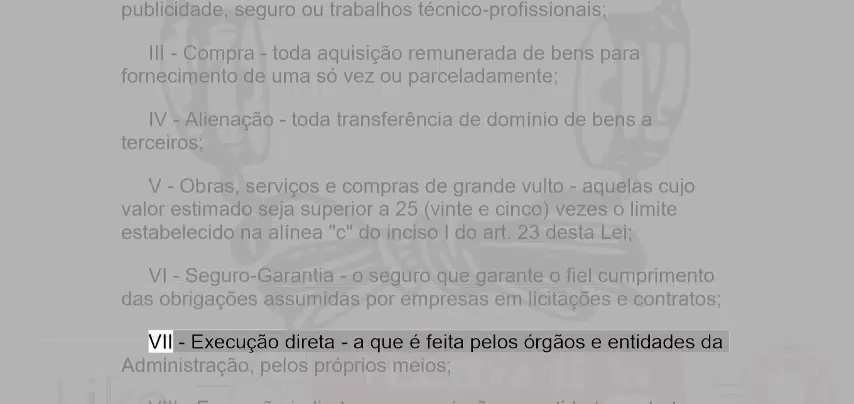 publicidade, seguro ou trabalhos técnico-profissionais;
III - Compra - toda aquisição remunerada de bens para
fornecimento de uma só vez ou parceladamente;
IV - Alienação - toda transferência de domínio de bens a
terceiros;
V - Obras, serviços e compras de grande vulto - aquelas cujo
valor estimado seja superior a 25 (vinte e cinco) vezes o limite
estabelecido na alínea "c" do inciso I do art. 23 desta Lei;
VI - Seguro-Garantia - o seguro que garante o fiel cumprimento
das obrigações assumidas por empresas em licitações e contratos;
VII - Execução direta - a que é feita pelos órgãos e entidades da
Administração, pelos próprios meios;